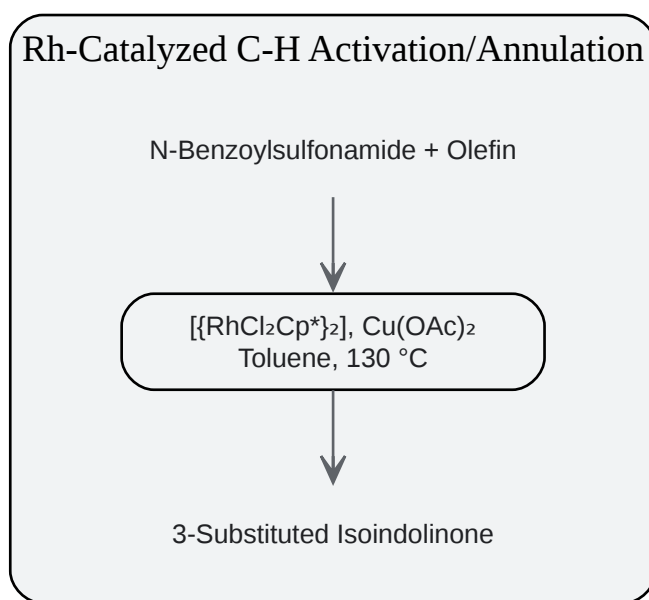 Rh-Catalyzed C-H Activation/Annulation
N-Benzoylsulfonamide + Olefin
[{RhCl₂Cp*}₂], Cu(OAc)₂
Toluene, 130 °C
3-Substituted Isoindolinone